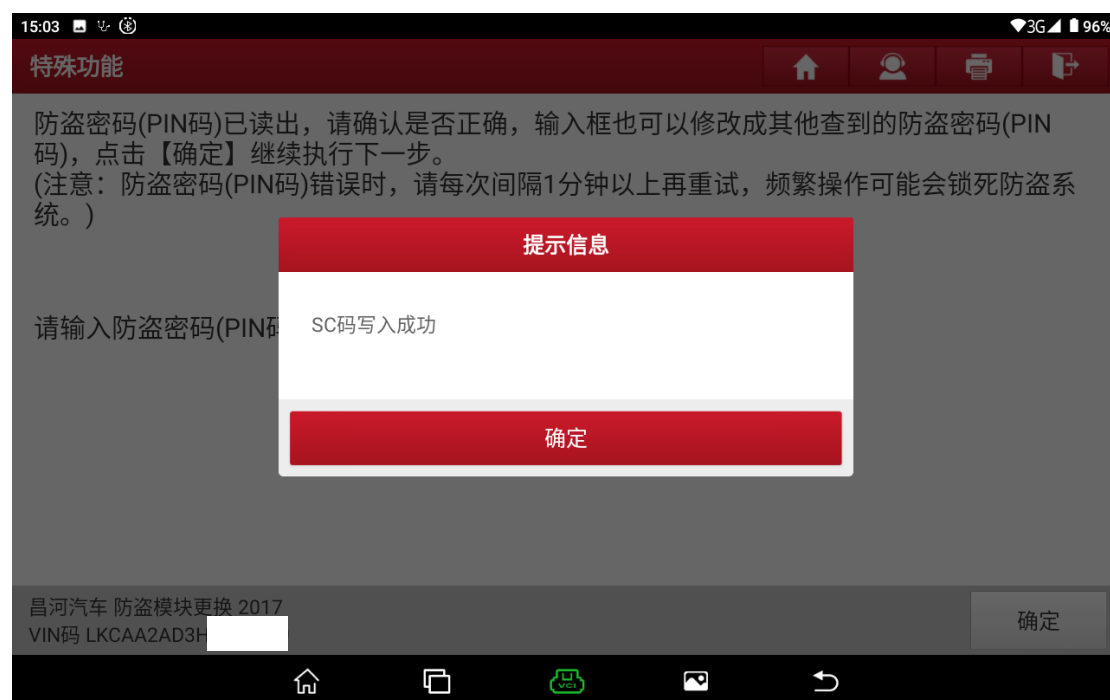 15:03
3G 96%
特殊功能
防盗密码(PIN码)已读出，请确认是否正确，输入框也可以修改成其他查到的防盗密码(PIN
码)，点击【确定】继续执行下一步。
(注意：防盗密码(PIN码)错误时，请每次间隔1分钟以上再重试，频繁操作可能会锁死防盗系
统。)
提示信息
请输入防盗密码(PIN码
SC码写入成功
确定
昌河汽车 防盗模块更换 2017
VIN码 LKCAA2AD3H
确定
VCI